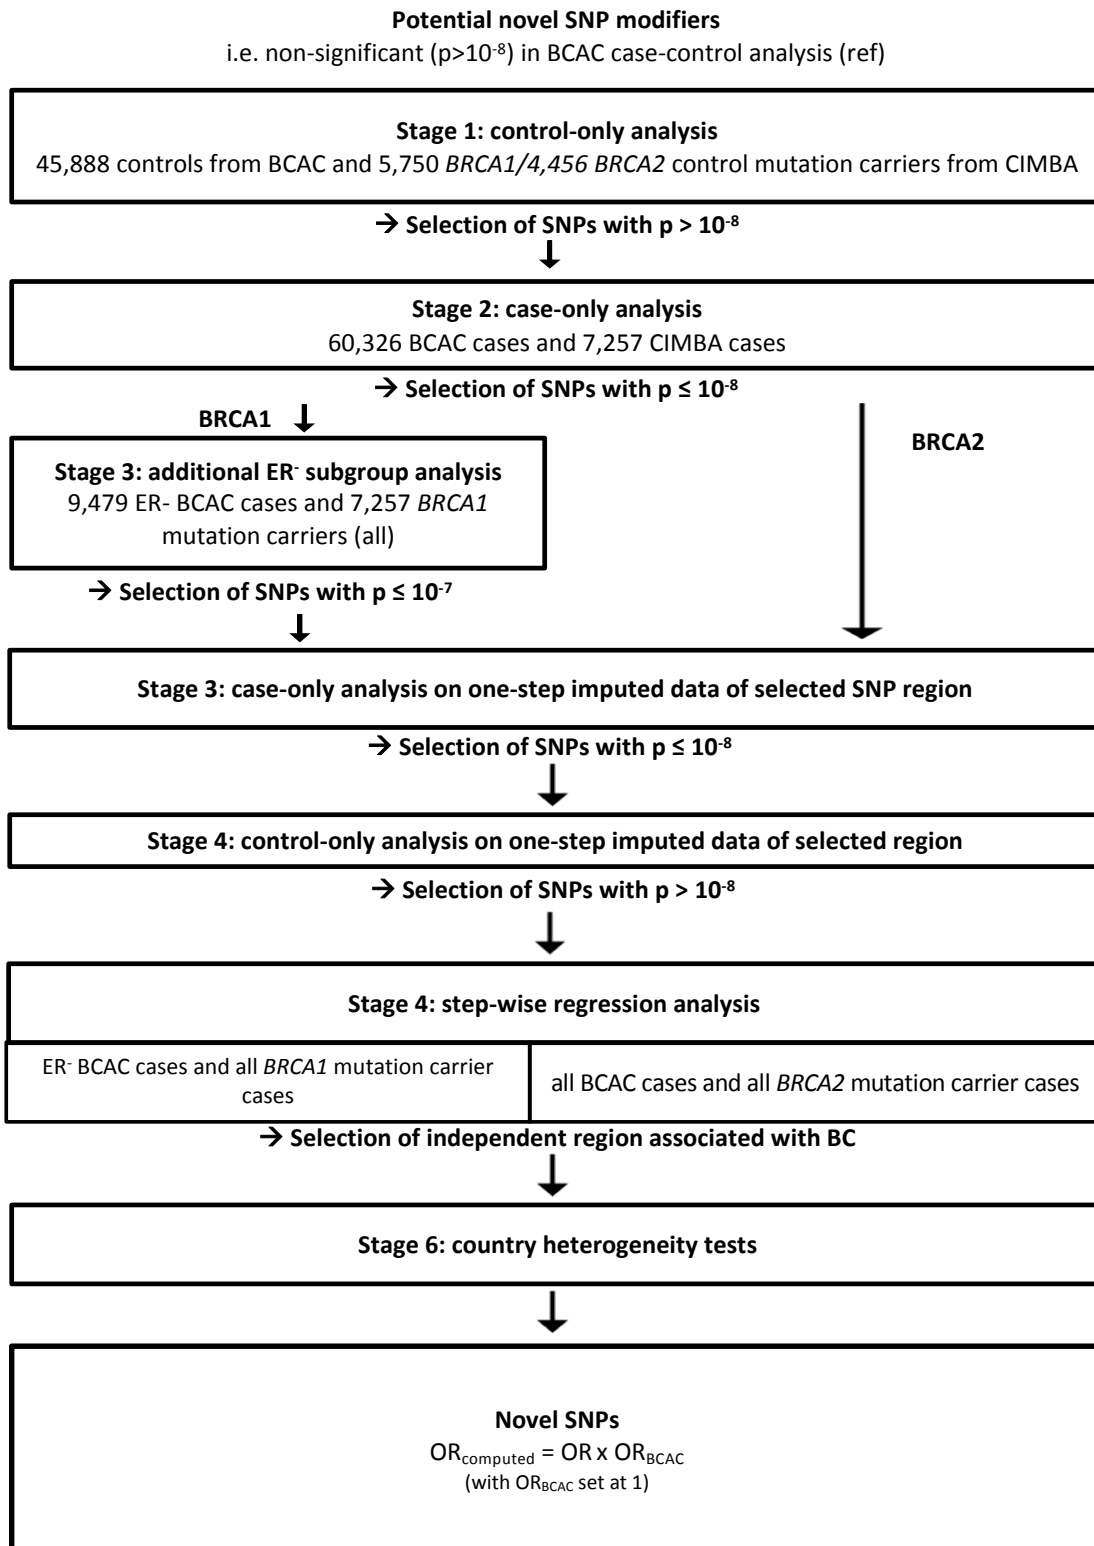 Potential novel SNP modifiers
i.e. non-significant (p>10⁻⁸) in BCAC case-control analysis (ref)
Stage 1: control-only analysis
45,888 controls from BCAC and 5,750 BRCA1/4,456 BRCA2 control mutation carriers from CIMBA
→ Selection of SNPs with p > 10⁻⁸
Stage 2: case-only analysis
60,326 BCAC cases and 7,257 CIMBA cases
→ Selection of SNPs with p ≤ 10⁻⁸
BRCA1
BRCA2
Stage 3: additional ER⁻ subgroup analysis
9,479 ER- BCAC cases and 7,257 BRCA1
mutation carriers (all)
→ Selection of SNPs with p ≤ 10⁻⁷
Stage 3: case-only analysis on one-step imputed data of selected SNP region
→ Selection of SNPs with p ≤ 10⁻⁸
Stage 4: control-only analysis on one-step imputed data of selected region
→ Selection of SNPs with p > 10⁻⁸
Stage 4: step-wise regression analysis
ER⁻ BCAC cases and all BRCA1 mutation carrier
cases
all BCAC cases and all BRCA2 mutation carrier cases
→ Selection of independent region associated with BC
Stage 6: country heterogeneity tests
Novel SNPs
OR_computed = OR x OR_BCAC
(with OR_BCAC set at 1)